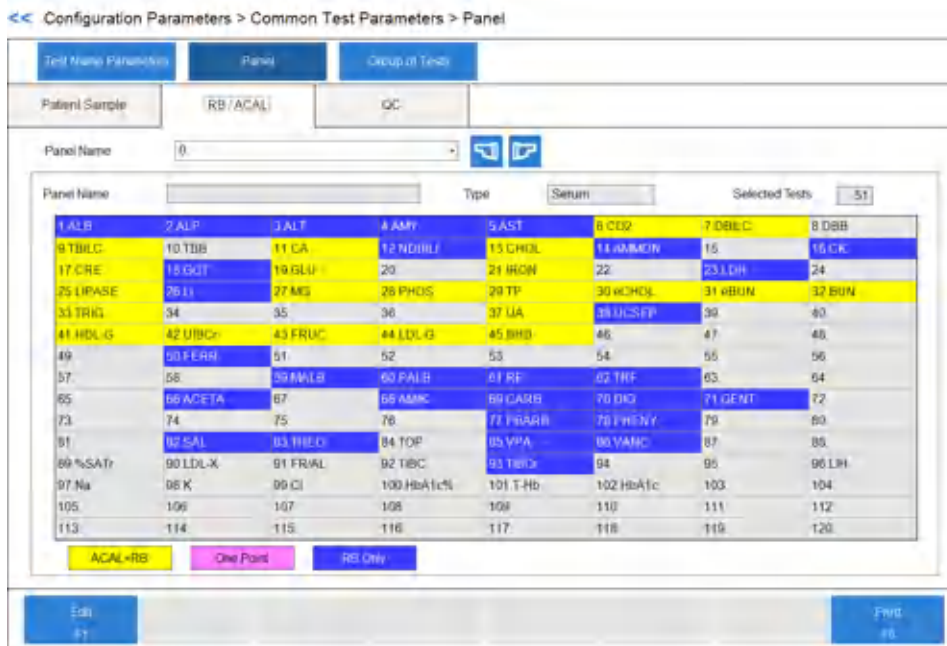 << Configuration Parameters > Common Test Parameters > Panel
Test Name Parameters Panel Group of Tests
Patient Sample RB / ACAL QC
Panel Name 0
Panel Name Type Serum Selected Tests 51
1.ALB 2.ALP 3.ALT 4.AMY 5.AST 6.CO2 7.DBILC 8.DBB
9.TBILC 10.TBB 11.CA 12.NDBILI 13.CHOL 14.AMMON 15. 16.CK
17.CRE 18.GGT 19.GLU 20. 21.IRON 22. 23.LDH 24.
25.LIPASE 26.LI 27.MG 28.PHOS 29.TP 30.eCHOL 31.eBUN 32.BUN
33.TRIG 34. 35. 36. 37.UA 38.UCSFP 39. 40.
41.HDL-G 42.UIBCr 43.FRUC 44.LDL-G 45.BHB 46. 47. 48.
49. 50.FERR 51. 52. 53. 54. 55. 56.
57. 58. 59.MALB 60.PALB 61.RF 62.TRF 63. 64.
65. 66.ACETA 67. 68.AMIK 69.CARB 70.DIG 71.GENT 72.
73. 74. 75. 76. 77.PBARB 78.PHENY 79. 80.
81. 82.SAL 83.THEO 84.TOP 85.VPA 86.VANC 87. 88.
89.%SATr 90.LDL-X 91.FR/AL 92.TIBC 93.TIBCr 94. 95. 96.LIH
97.Na 98.K 99.Cl 100.HbA1c% 101.T-Hb 102.HbA1c 103. 104.
105. 106. 107. 108. 109. 110. 111. 112.
113. 114. 115. 116. 117. 118. 119. 120.
ACAL+RB One Point RB Only
Edit Print
F1